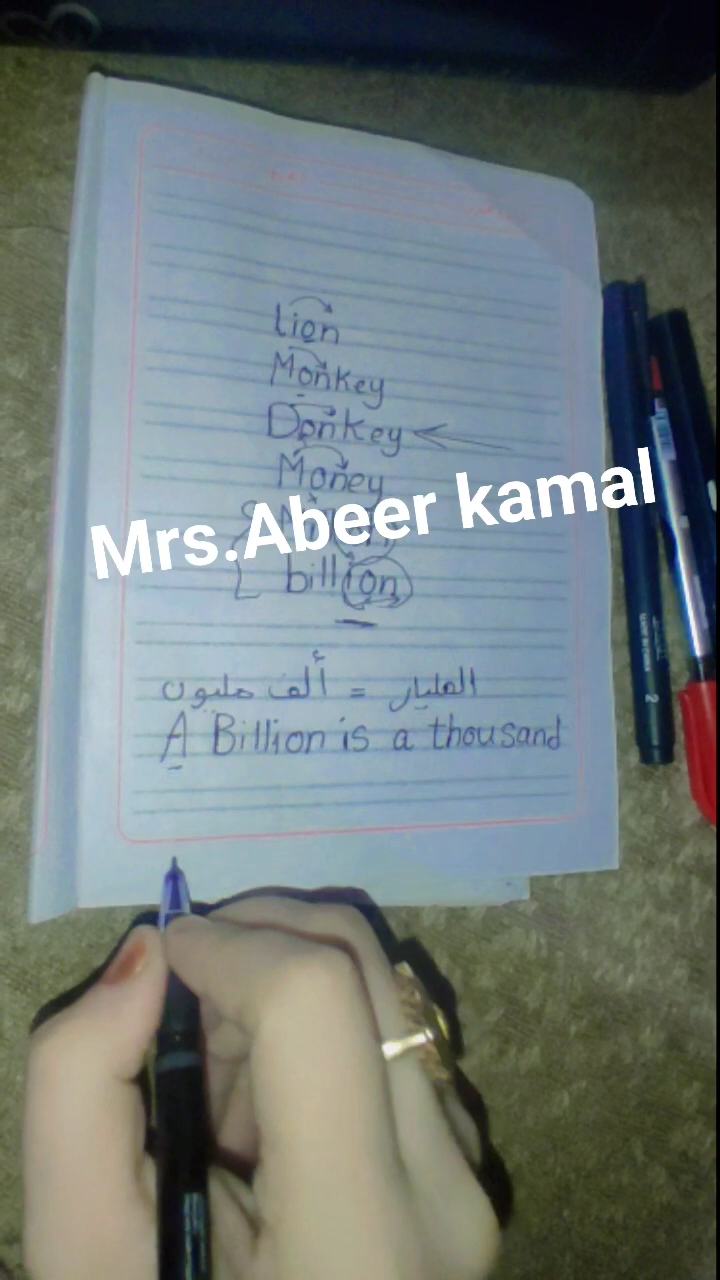 lion
Monkey
Donkey
Money
Mrs.Abeer kamal
billion
المليار = ألف مليون
A Billion is a thousand